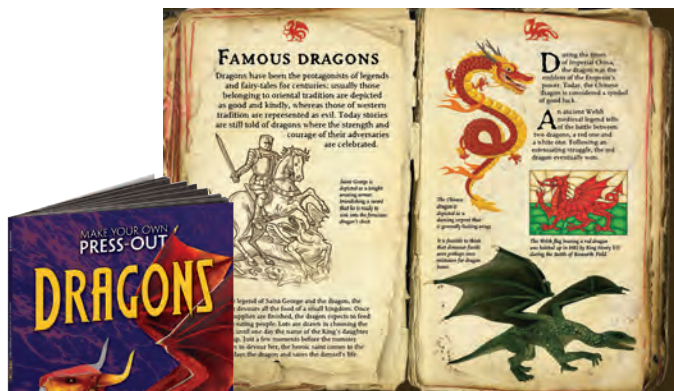 FAMOUS DRAGONS
Dragons have been the protagonists of legends
and fairy-tales for centuries: usually those
belonging to oriental tradition are depicted
as good and kindly, whereas those of western
tradition are represented as evil. Today stories
are still told of dragons where the strength and
courage of their adversaries
are celebrated.
Saint George is
depicted as a knight
wearing armor
brandishing a sword
that he is ready to
sink into the ferocious
dragon's chest
legend of Saint George and the dragon, the
devours all the food of a small kingdom. Once
supplies are finished, the dragon expects to feed
eating people. Lots are drawn in choosing the
until one day the name of the King's daughter
up. Just a few moments before the monster
to devour her, the heroic saint comes to the
slays the dragon and saves the damsel's life.
During the times
of Imperial China,
the dragon was the
emblem of the Emperor's
power. Today, the Chinese
dragon is considered a symbol
of good luck.
An ancient Welsh
medieval legend tells
of the battle between
two dragons, a red one and
a white one. Following an
exhausting struggle, the red
dragon eventually won.
The Chinese
dragon is
depicted as a
dancing serpent that
is generally lacking wings
It is feasible to think
that dinosaur fossils
were perhaps once
mistaken for dragon
bones
The Welsh flag bearing a red dragon
was hoisted up in 1485 by King Henry VII
during the Battle of Bosworth Field
MAKE YOUR OWN
PRESS-OUT
DRAGONS